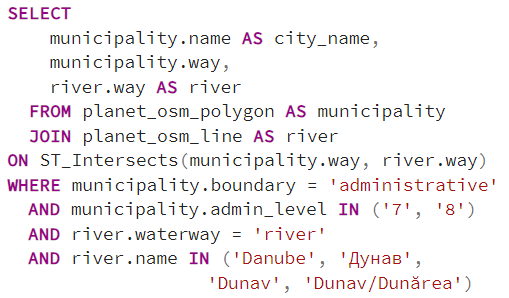 SELECT
municipality.name AS city_name,
municipality.way,
river.way AS river
FROM planet_osm_polygon AS municipality
JOIN planet_osm_line AS river
ON ST_Intersects(municipality.way, river.way)
WHERE municipality.boundary = 'administrative'
AND municipality.admin_level IN ('7', '8')
AND river.waterway = 'river'
AND river.name IN ('Danube', 'Дунав',
'Dunav', 'Dunav/Dunărea')